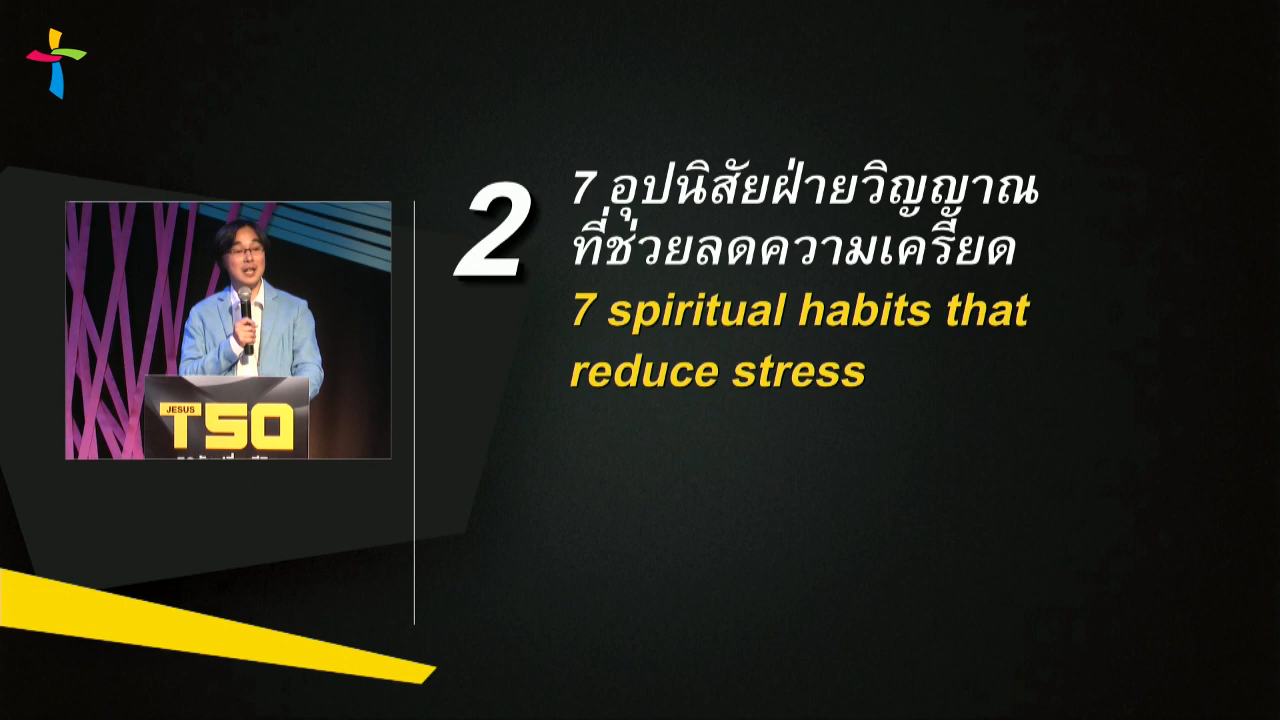 2
7 อุปนิสัยฝ่ายวิญญาณ
ที่ช่วยลดความเครียด
7 spiritual habits that
reduce stress
JESUS
T50